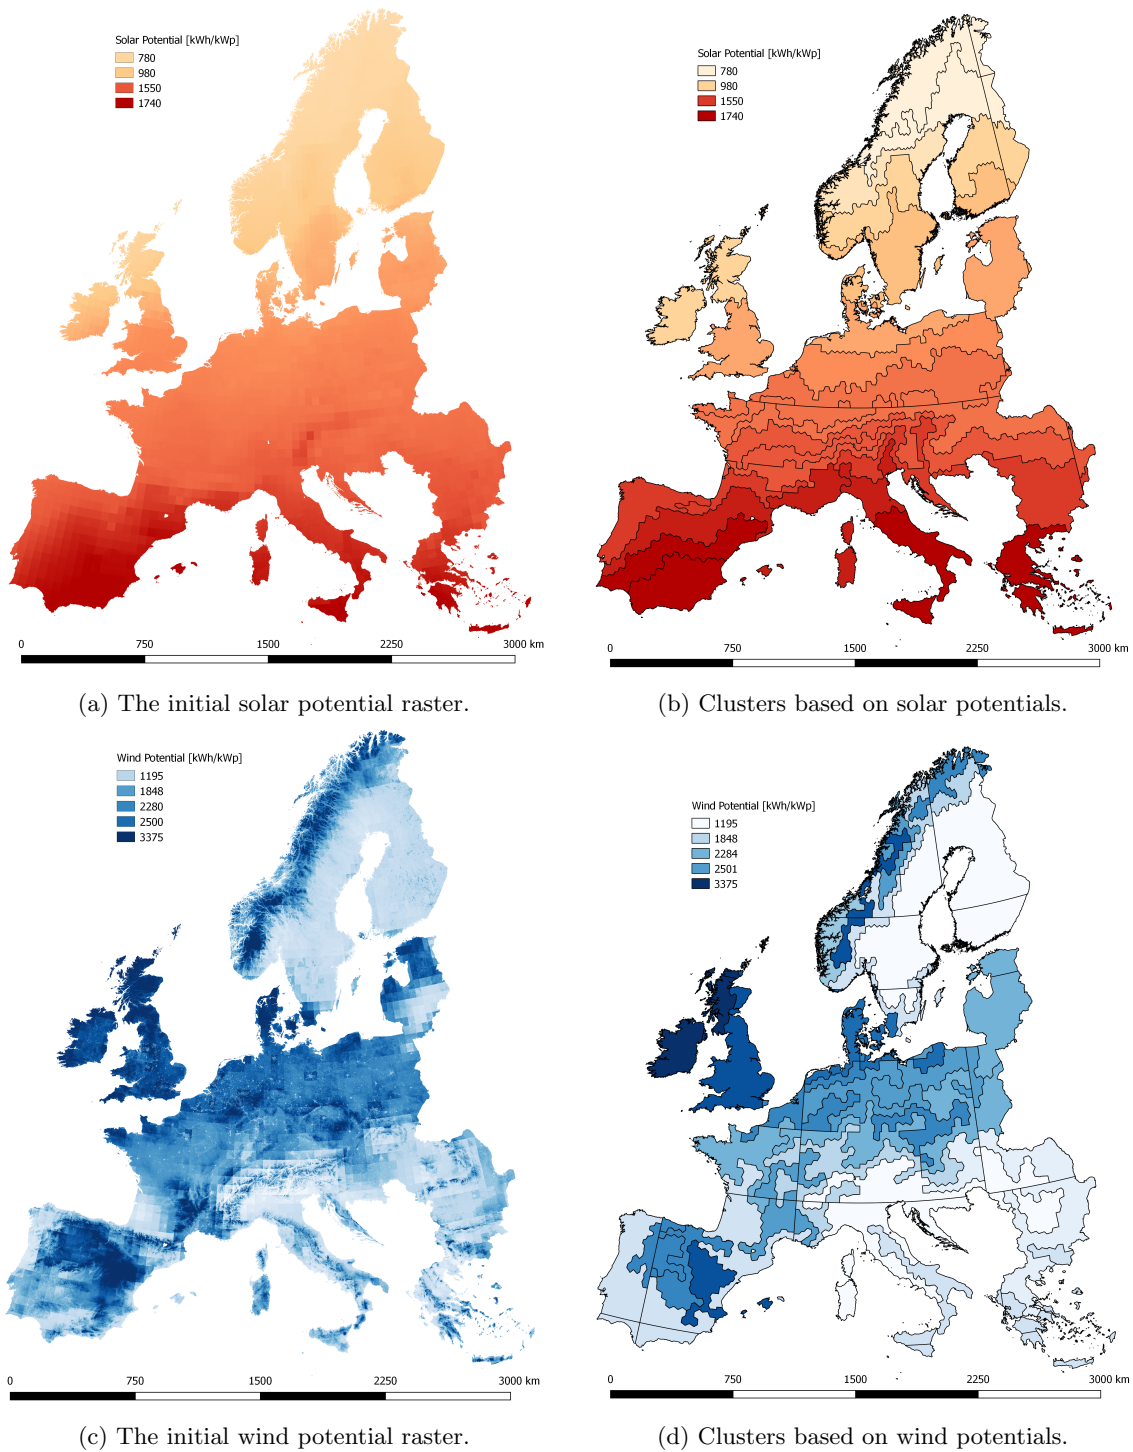 Solar Potential [kWh/kWp]
780
980
1550
1740
0 750 1500 2250 3000 km
(a) The initial solar potential raster.
Solar Potential [kWh/kWp]
780
980
1550
1740
0 750 1500 2250 3000 km
(b) Clusters based on solar potentials.
Wind Potential [kWh/kWp]
1195
1848
2280
2500
3375
0 750 1500 2250 3000 km
(c) The initial wind potential raster.
Wind Potential [kWh/kWp]
1195
1848
2284
2501
3375
0 750 1500 2250 3000 km
(d) Clusters based on wind potentials.